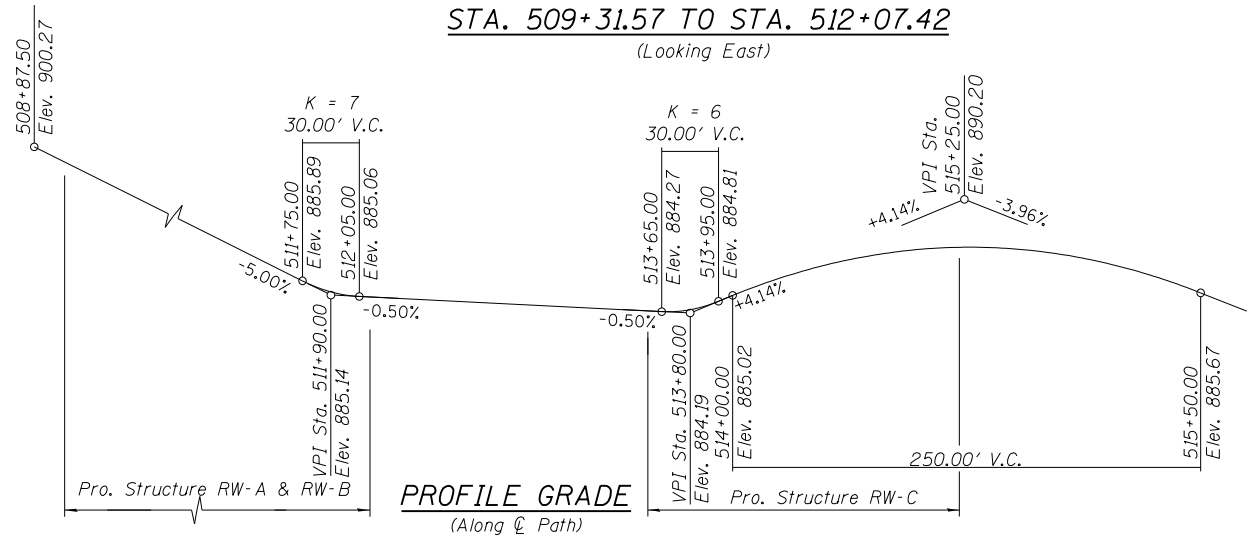 STA. 509+31.57 TO STA. 512+07.42
(Looking East)
508+87.50
Elev. 900.27
K = 7
30.00' V.C.
511+75.00
Elev. 885.89
512+05.00
Elev. 885.06
-5.00%
-0.50%
VPI Sta. 511+90.00
Elev. 885.14
K = 6
30.00' V.C.
513+65.00
Elev. 884.27
513+95.00
Elev. 884.81
-0.50%
+4.14%
VPI Sta. 513+80.00
Elev. 884.19
514+00.00
Elev. 885.02
VPI Sta.
515+25.00
Elev. 890.20
+4.14%
-3.96%
515+50.00
Elev. 885.67
250.00' V.C.
Pro. Structure RW-A & RW-B
Pro. Structure RW-C
PROFILE GRADE
(Along ℄ Path)